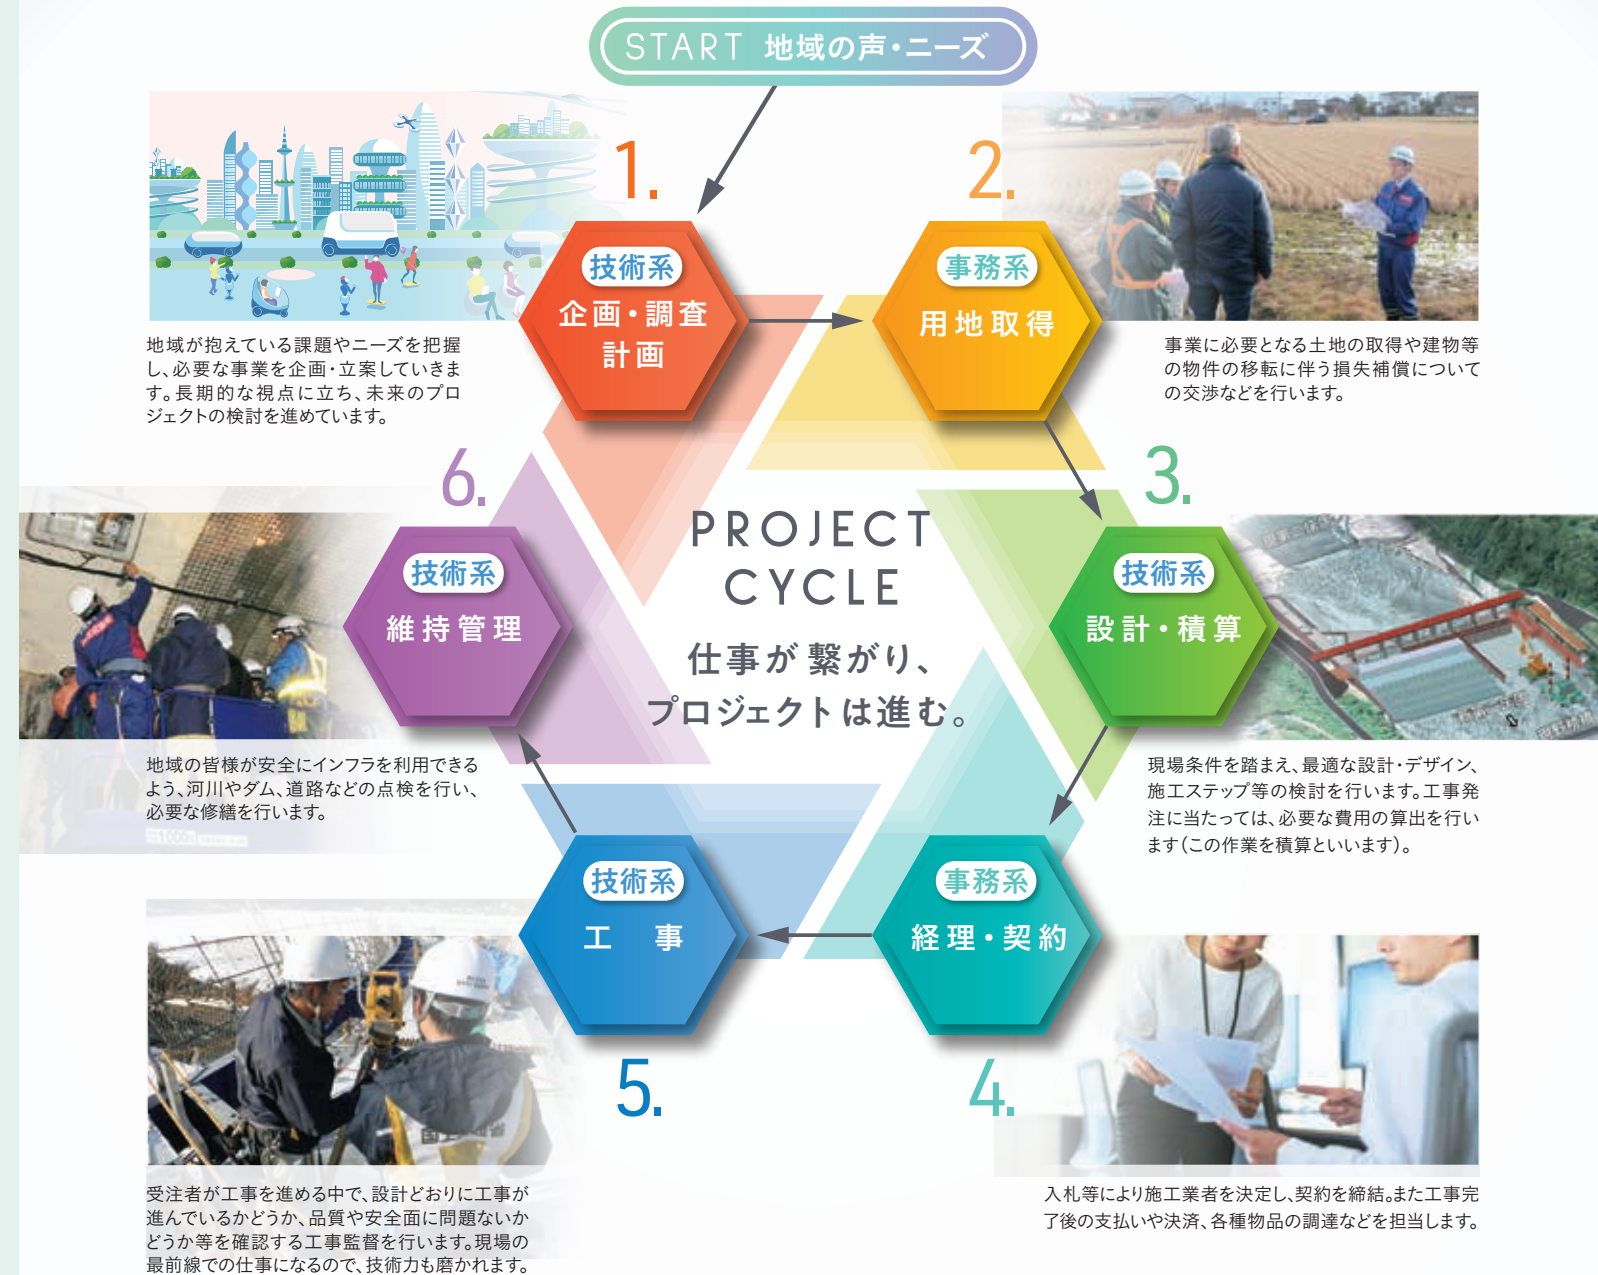 START 地域の声・ニーズ
1.
技術系
企画・調査
計画
地域が抱えている課題やニーズを把握
し、必要な事業を企画・立案していきま
す。長期的な視点に立ち、未来のプロ
ジェクトの検討を進めています。
2.
事務系
用地取得
事業に必要となる土地の取得や建物等
の物件の移転に伴う損失補償について
の交渉などを行います。
3.
技術系
設計・積算
現場条件を踏まえ、最適な設計・デザイン、
施工ステップ等の検討を行います。工事発
注に当たっては、必要な費用の算出を行い
ます(この作業を積算といいます)。
PROJECT
CYCLE
仕事が繋がり、
プロジェクトは進む。
6.
技術系
維持管理
地域の皆様が安全にインフラを利用できる
よう、河川やダム、道路などの点検を行い、
必要な修繕を行います。
技術系
工 事
5.
受注者が工事を進める中で、設計どおりに工事が
進んでいるかどうか、品質や安全面に問題ないか
どうか等を確認する工事監督を行います。現場の
最前線での仕事になるので、技術力も磨かれます。
事務系
経理・契約
4.
入札等により施工業者を決定し、契約を締結。また工事完
了後の支払いや決済、各種物品の調達などを担当します。